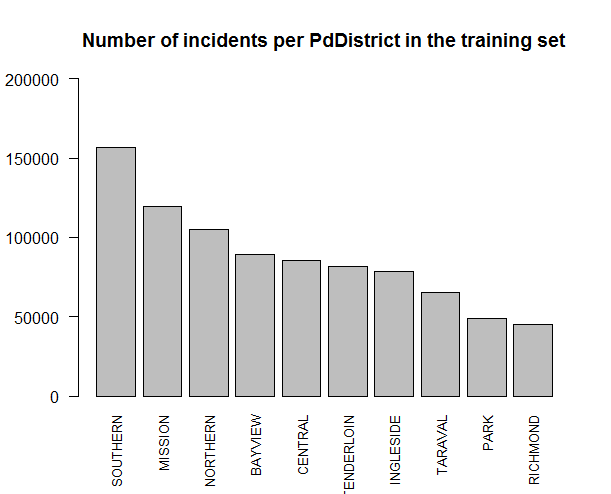 Number of incidents per PdDistrict in the training set
200000
150000
100000
50000
0
SOUTHERN
MISSION
NORTHERN
BAYVIEW
CENTRAL
TENDERLOIN
INGLESIDE
TARAVAL
PARK
RICHMOND